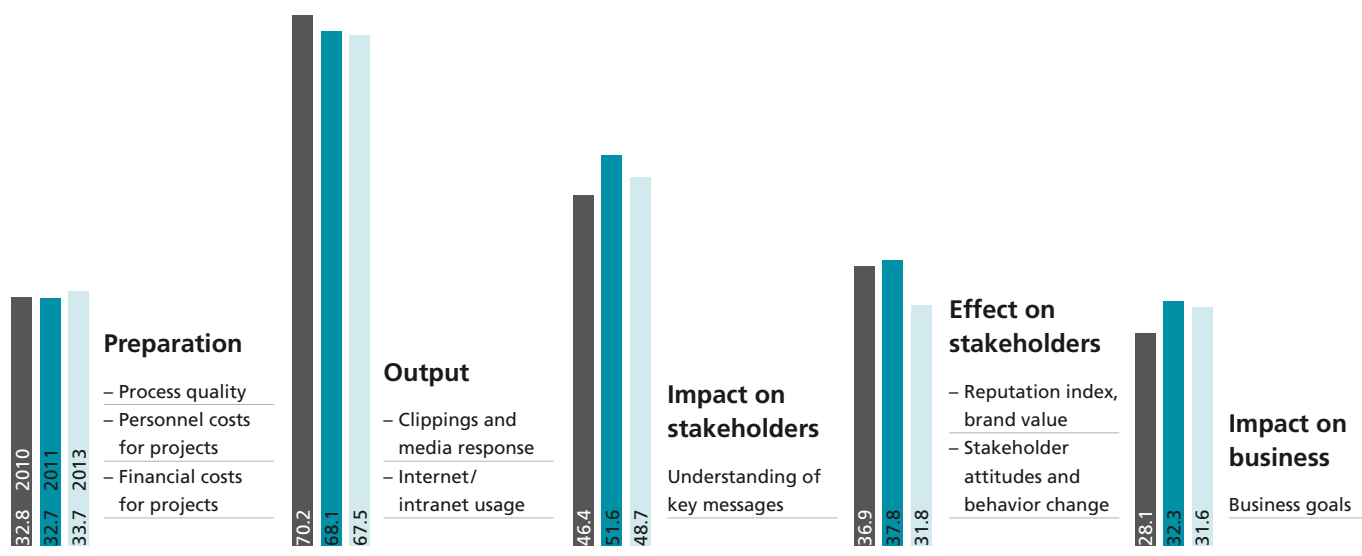 32.8 2010
32.7 2011
33.7 2013
Preparation
– Process quality
– Personnel costs
for projects
– Financial costs
for projects
70.2
68.1
67.5
Output
– Clippings and
media response
– Internet/
intranet usage
46.4
51.6
48.7
Impact on
stakeholders
Understanding of
key messages
36.9
37.8
31.8
Effect on
stakeholders
– Reputation index,
brand value
– Stakeholder
attitudes and
behavior change
28.1
32.3
31.6
Impact on
business
Business goals